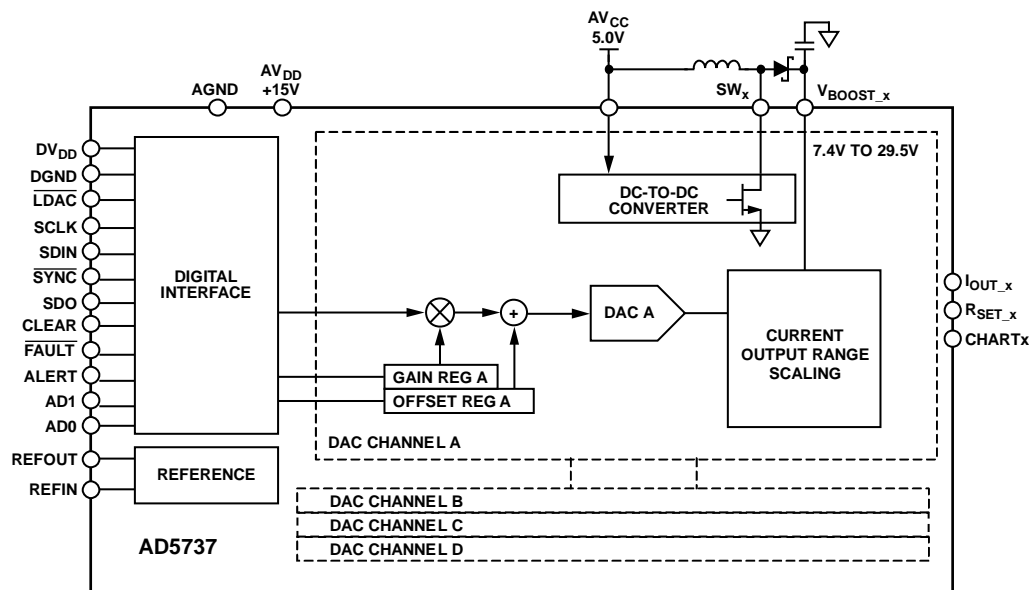 AVCC
5.0V
AVDD
+15V
AGND
SWx
VBOOST_x
7.4V TO 29.5V
DVDD
DGND
LDAC
SCLK
SDIN
SYNC
SDO
CLEAR
FAULT
ALERT
AD1
AD0
REFOUT
REFIN
DIGITAL
INTERFACE
REFERENCE
DC-TO-DC
CONVERTER
+
DAC A
CURRENT
OUTPUT RANGE
SCALING
GAIN REG A
OFFSET REG A
DAC CHANNEL A
IOUT_x
RSET_x
CHARTx
DAC CHANNEL B
DAC CHANNEL C
DAC CHANNEL D
AD5737